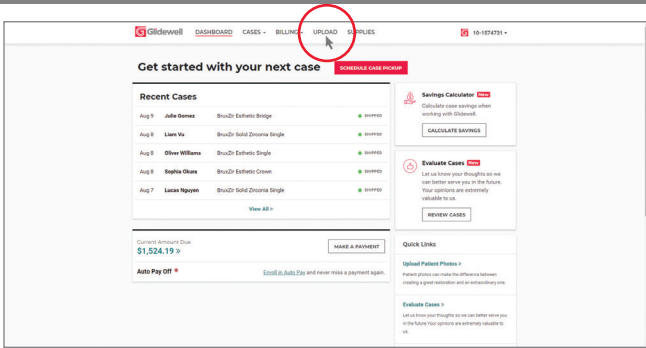 Glidewell DASHBOARD CASES BILLING UPLOAD SUPPLIES 10-1574731
Get started with your next case SCHEDULE CASE PICKUP
Recent Cases
Aug 9 Julie Gomez BruxZir Esthetic Bridge SHIPPED
Aug 8 Liam Vu BruxZir Solid Zirconia Single SHIPPED
Aug 8 Oliver Williams BruxZir Esthetic Single SHIPPED
Aug 8 Sophia Okura BruxZir Esthetic Crown SHIPPED
Aug 7 Lucas Nguyen BruxZir Solid Zirconia Single SHIPPED
View All >
Current Amount Due
$1,524.19 »
MAKE A PAYMENT
Auto Pay Off
Enroll in Auto Pay and never miss a payment again.
Savings Calculator New
Calculate case savings when
working with Glidewell.
CALCULATE SAVINGS
Evaluate Cases New
Let us know your thoughts so we
can better serve you in the future.
Your opinions are extremely
valuable to us.
REVIEW CASES
Quick Links
Upload Patient Photos >
Patient photos can make the difference between
creating a great restoration and an extraordinary one.
Evaluate Cases >
Let us know your thoughts so we can better serve you
in the future Your opinions are extremely valuable to
us.